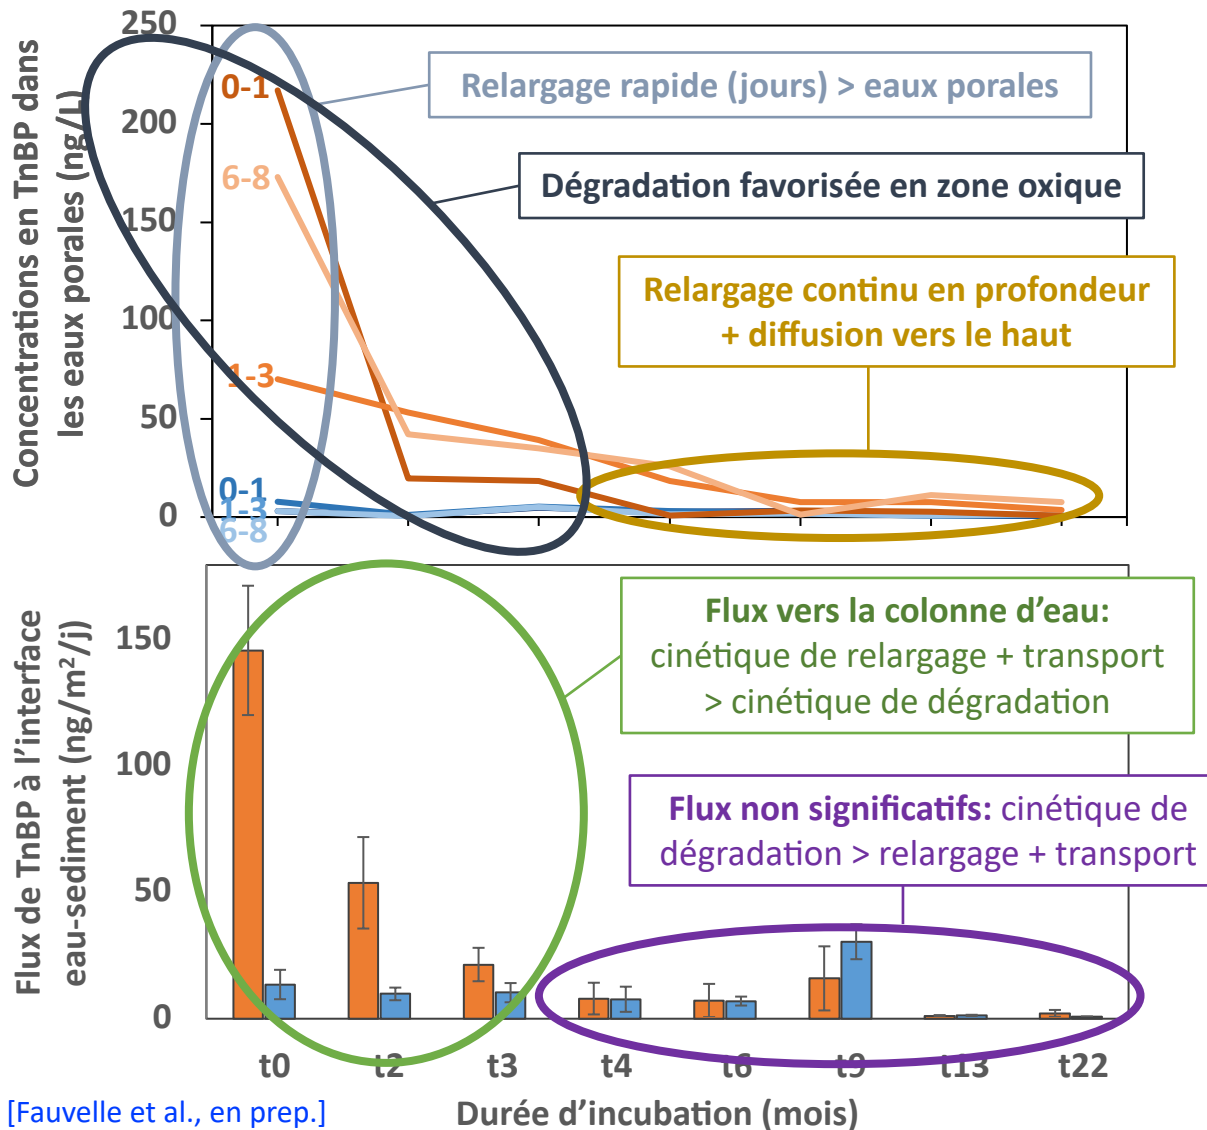 Concentrations en TnBP dans
les eaux porales (ng/L)
250
200
150
100
50
0
0-1
6-8
1-3
0-1
1-3
6-8
Relargage rapide (jours) > eaux porales
Dégradation favorisée en zone oxique
Relargage continu en profondeur
+ diffusion vers le haut
Flux de TnBP à l’interface
eau-sediment (ng/m²/j)
150
100
50
0
Flux vers la colonne d’eau:
cinétique de relargage + transport
> cinétique de dégradation
Flux non significatifs: cinétique de
dégradation > relargage + transport
t0 t2 t3 t4 t6 t9 t13 t22
[Fauvelle et al., en prep.]
Durée d’incubation (mois)